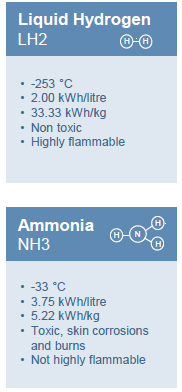 Liquid Hydrogen
LH2
H H
• -253 °C
• 2.00 kWh/litre
• 33.33 kWh/kg
• Non toxic
• Highly flammable
Ammonia
NH3
H N H H
• -33 °C
• 3.75 kWh/litre
• 5.22 kWh/kg
• Toxic, skin corrosions
and burns
• Not highly flammable